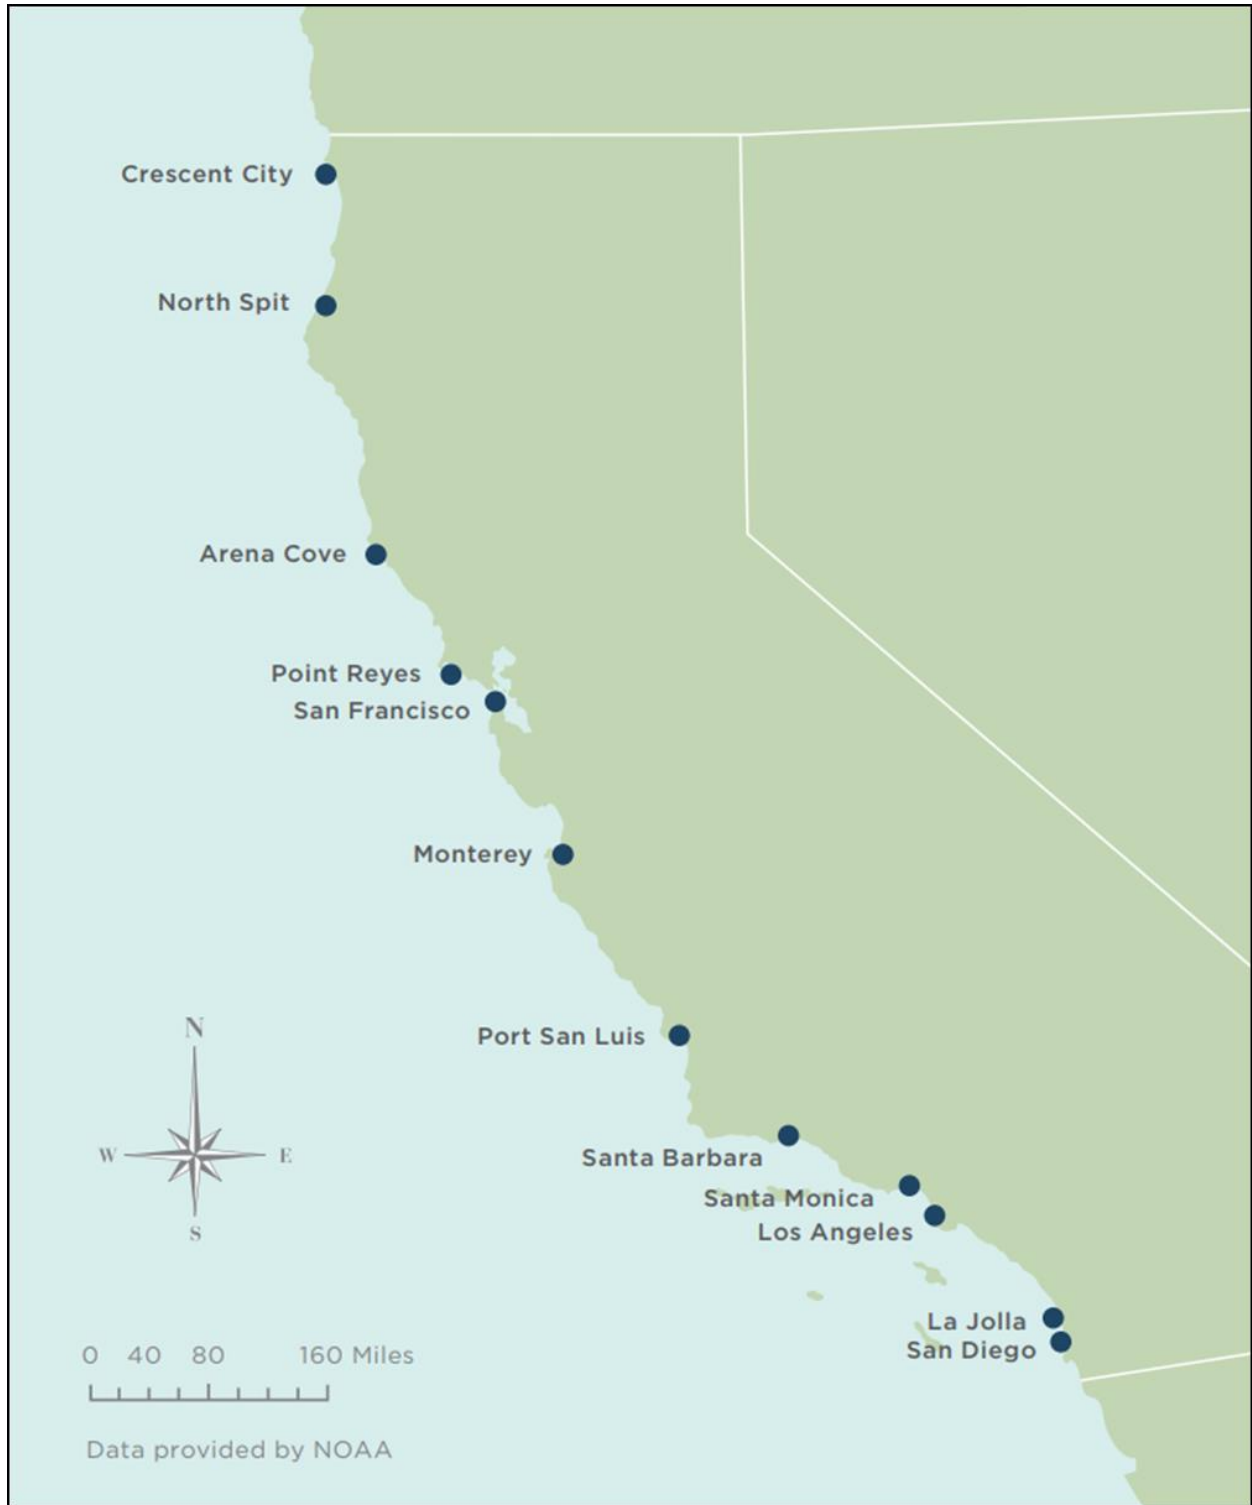 Crescent City
North Spit
Arena Cove
Point Reyes
San Francisco
Monterey
N
Port San Luis
W E
Santa Barbara
Santa Monica
S
Los Angeles
La Jolla
San Diego
0 40 80 160 Miles
Data provided by NOAA